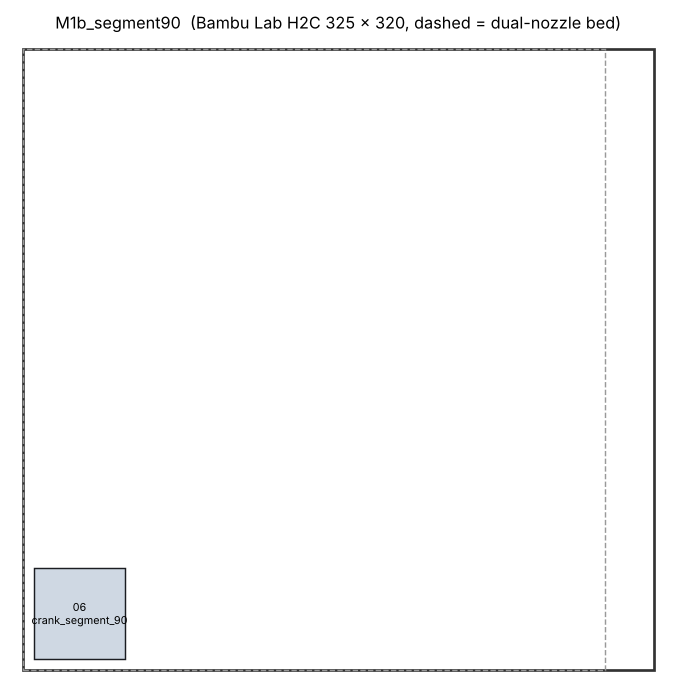 M1b_segment90 (Bambu Lab H2C 325 × 320, dashed = dual-nozzle bed)
06
crank_segment_90